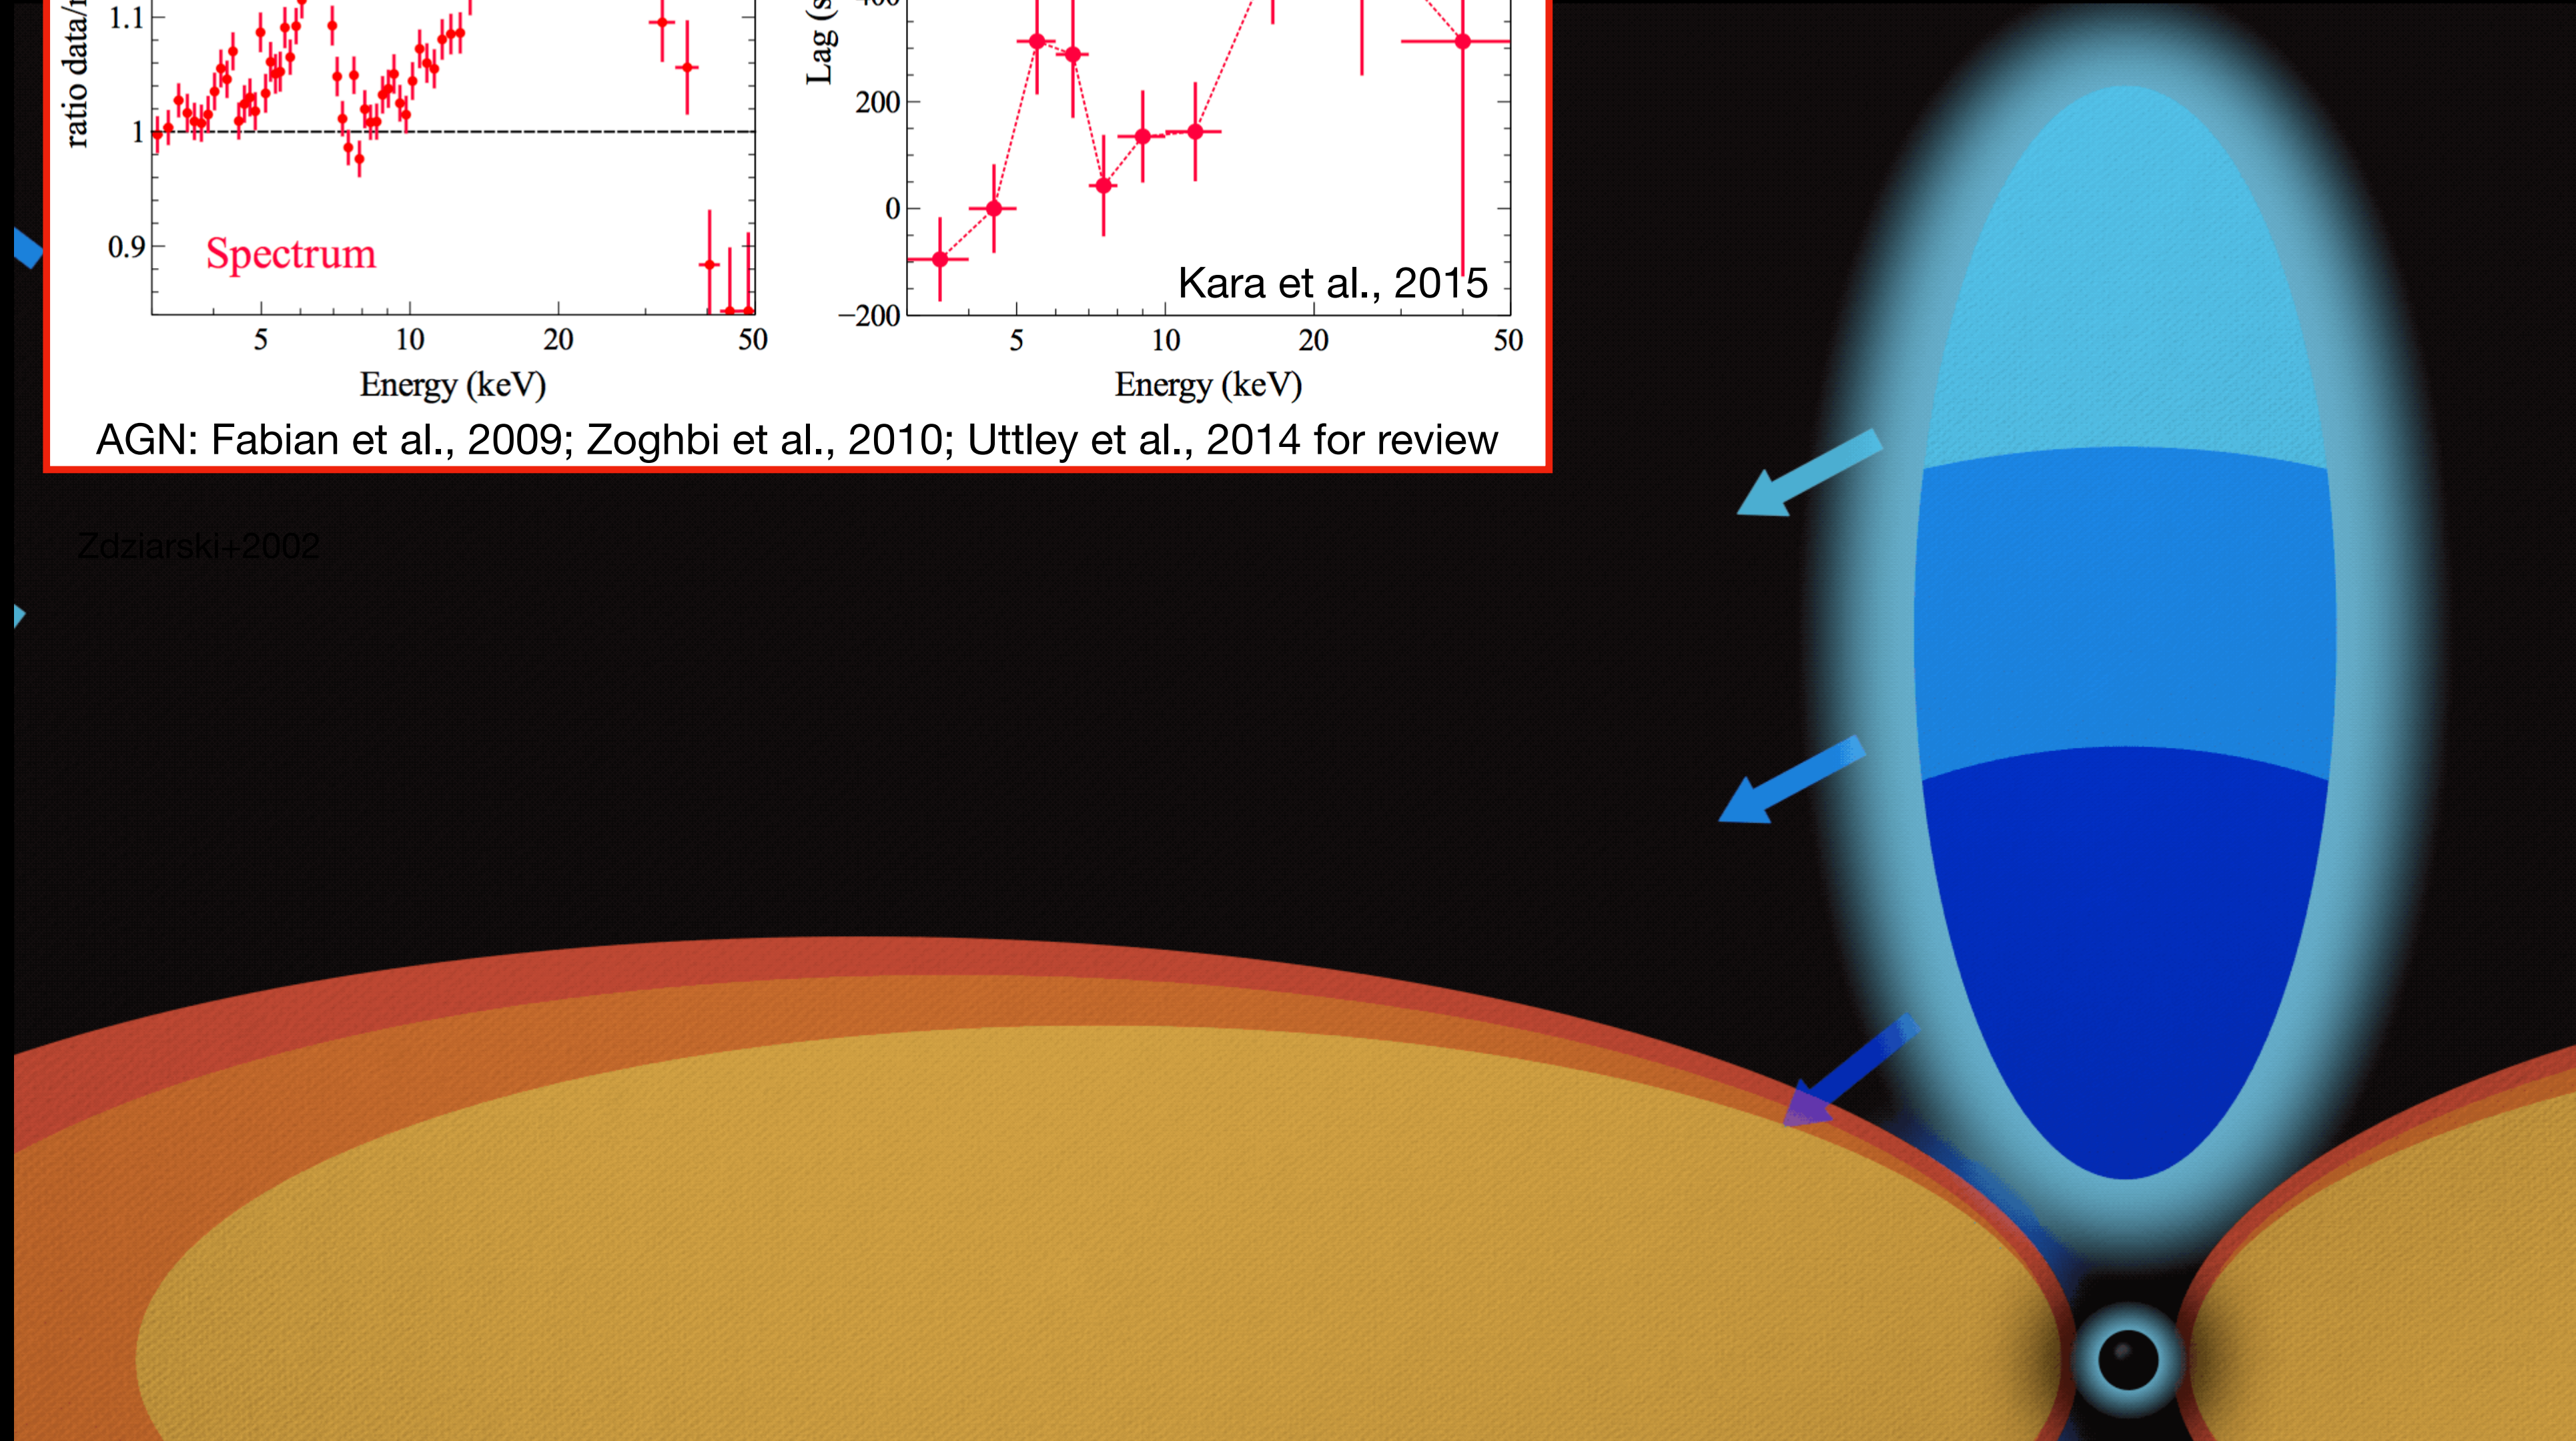 ratio data/
Lag (s
1.1
1
0.9
Spectrum
5 10 20 50
Energy (keV)
400
200
0
−200
Kara et al., 2015
5 10 20 50
Energy (keV)
AGN: Fabian et al., 2009; Zoghbi et al., 2010; Uttley et al., 2014 for review
Zdziarski+2002